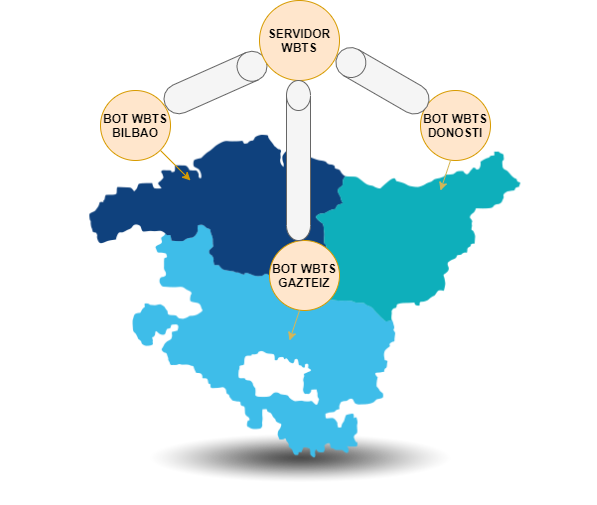 SERVIDOR
WBTS
BOT WBTS
BILBAO
BOT WBTS
DONOSTI
BOT WBTS
GAZTEIZ